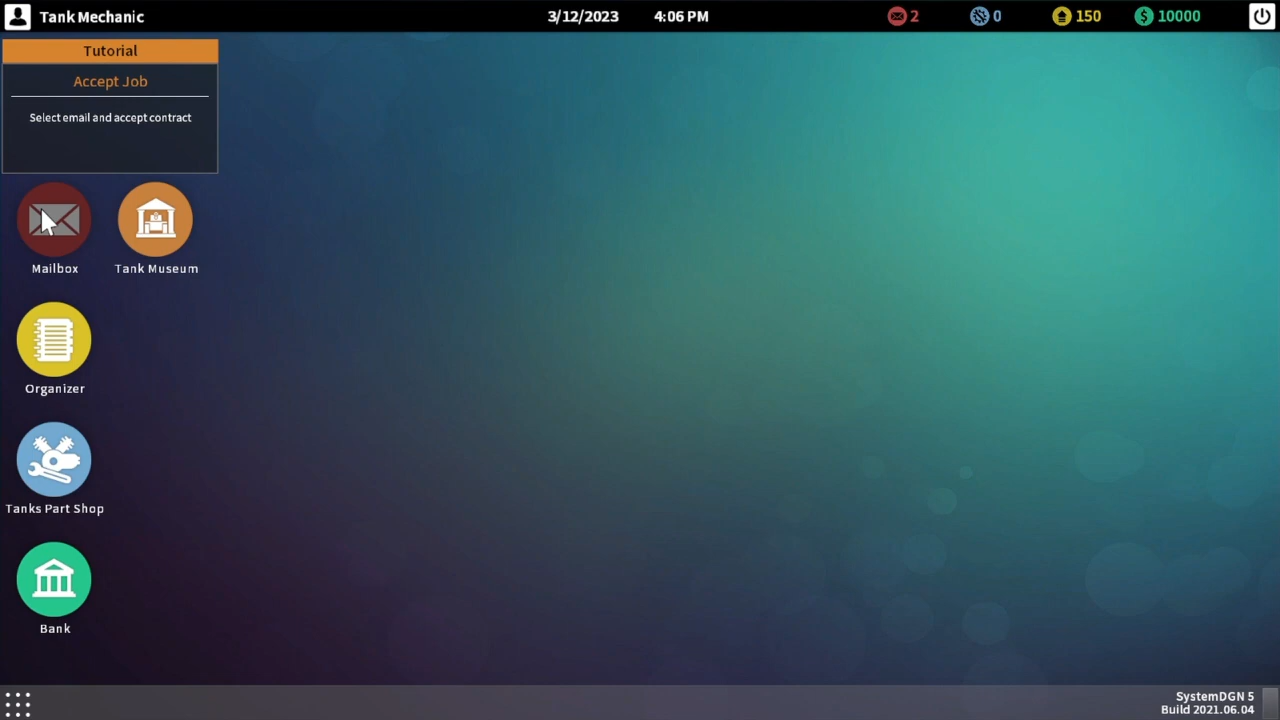 Tank Mechanic
3/12/2023
4:06 PM
2
0
150
10000
Tutorial
Accept Job
Select email and accept contract
Mailbox
Tank Museum
Organizer
Tanks Part Shop
Bank
SystemDGN 5
Build 2021.06.04